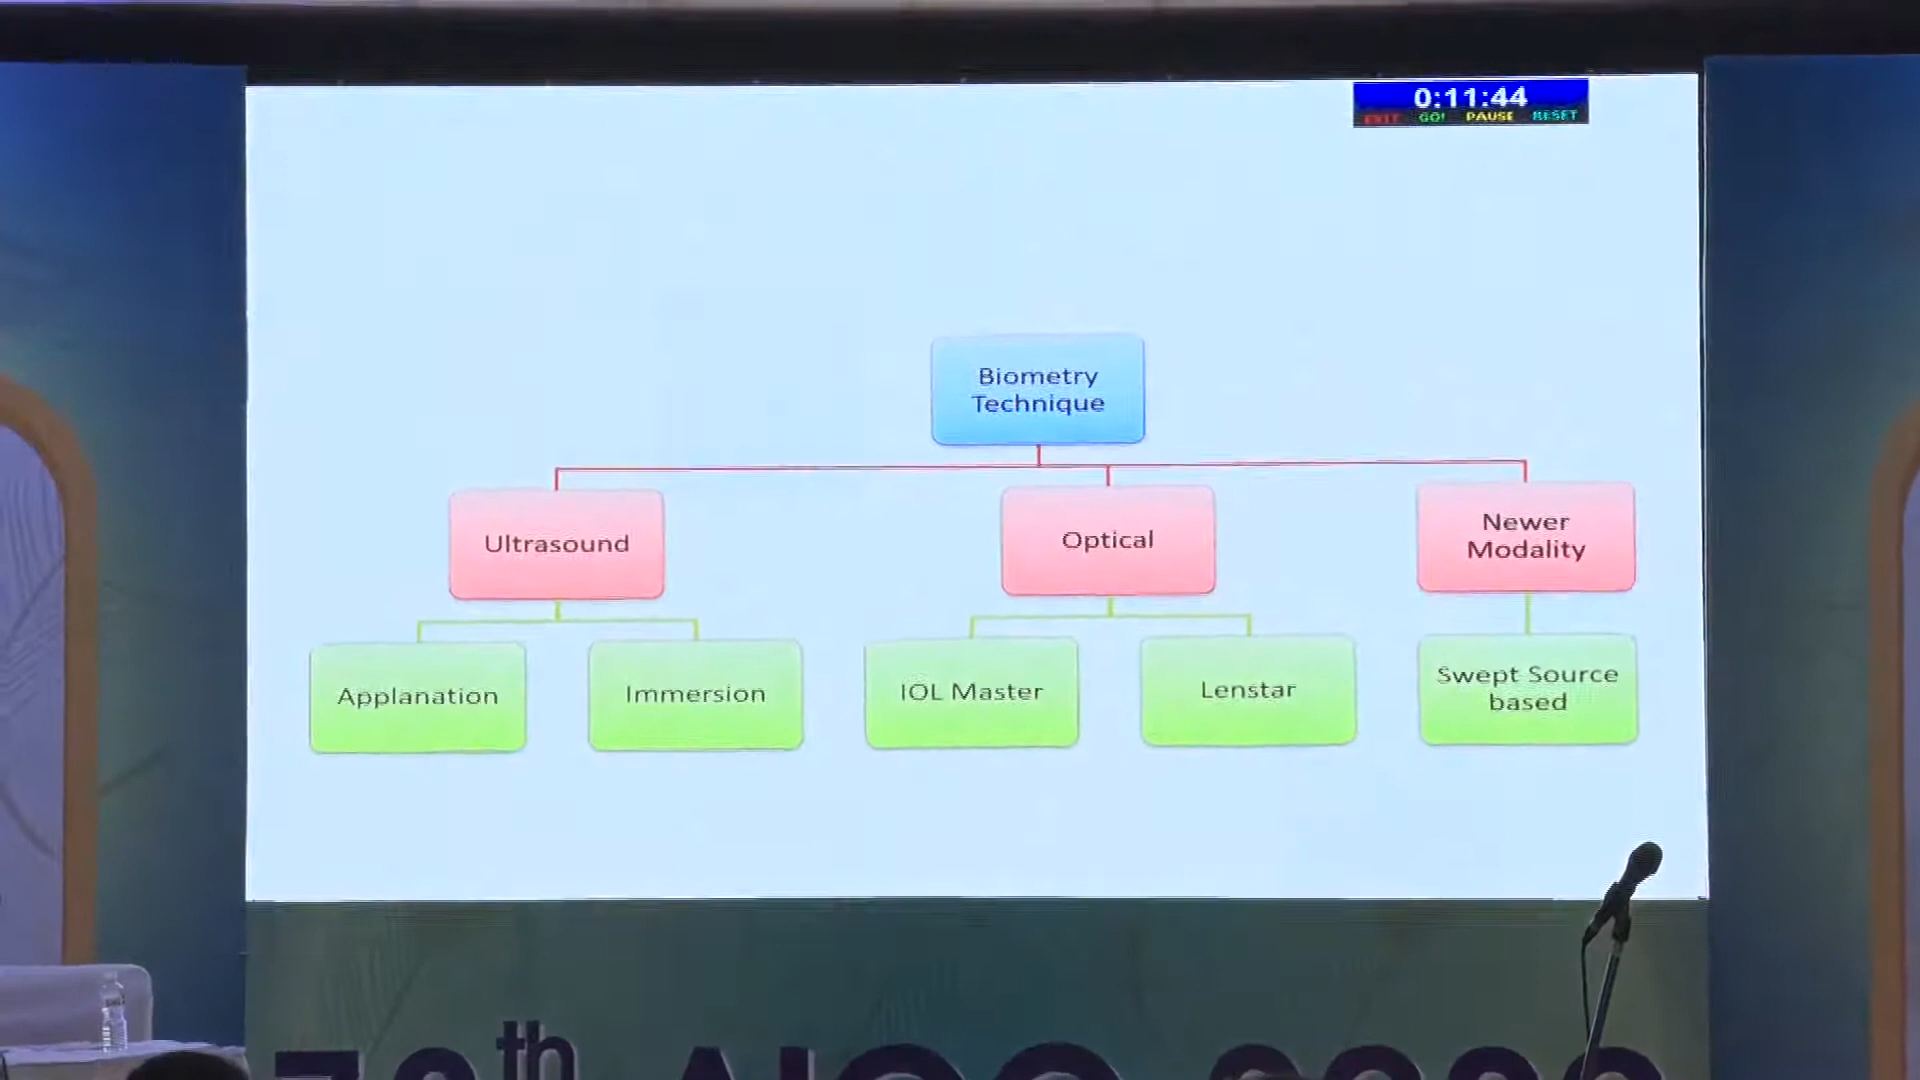 0:11:44
EXIT GO! PAUSE RESET
Biometry
Technique
Ultrasound
Optical
Newer
Modality
Applanation
Immersion
IOL Master
Lenstar
Swept Source
based
th